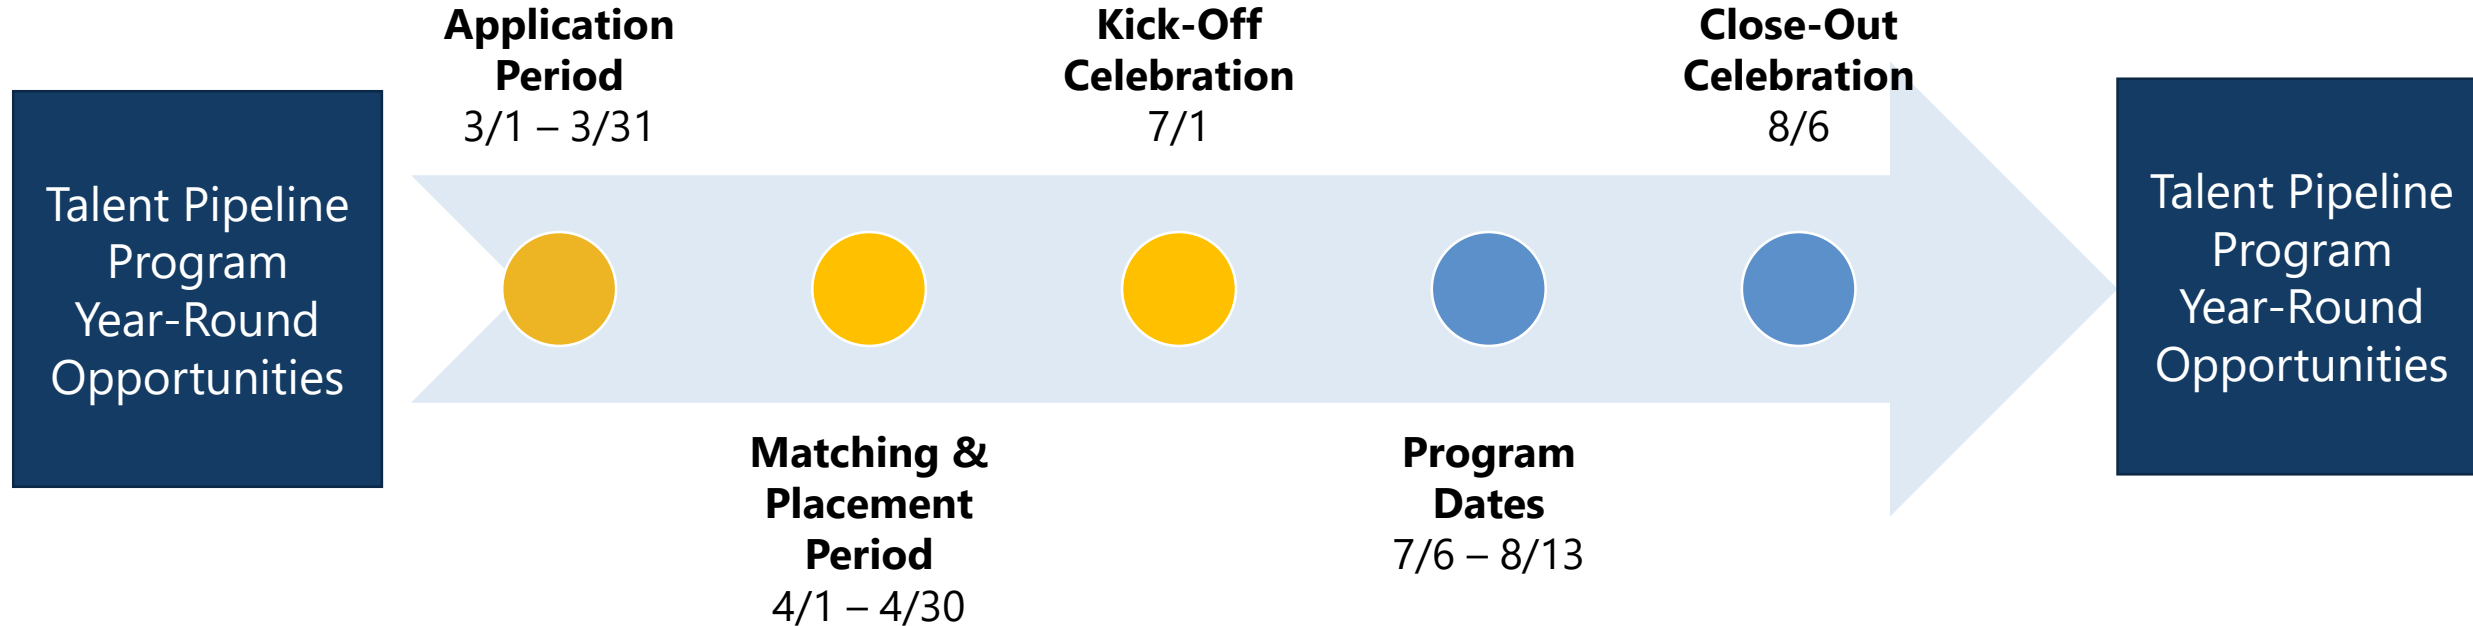 Talent Pipeline
Program
Year-Round
Opportunities
Application
Period
3/1 – 3/31
Matching &
Placement
Period
4/1 – 4/30
Kick-Off
Celebration
7/1
Program
Dates
7/6 – 8/13
Close-Out
Celebration
8/6
Talent Pipeline
Program
Year-Round
Opportunities